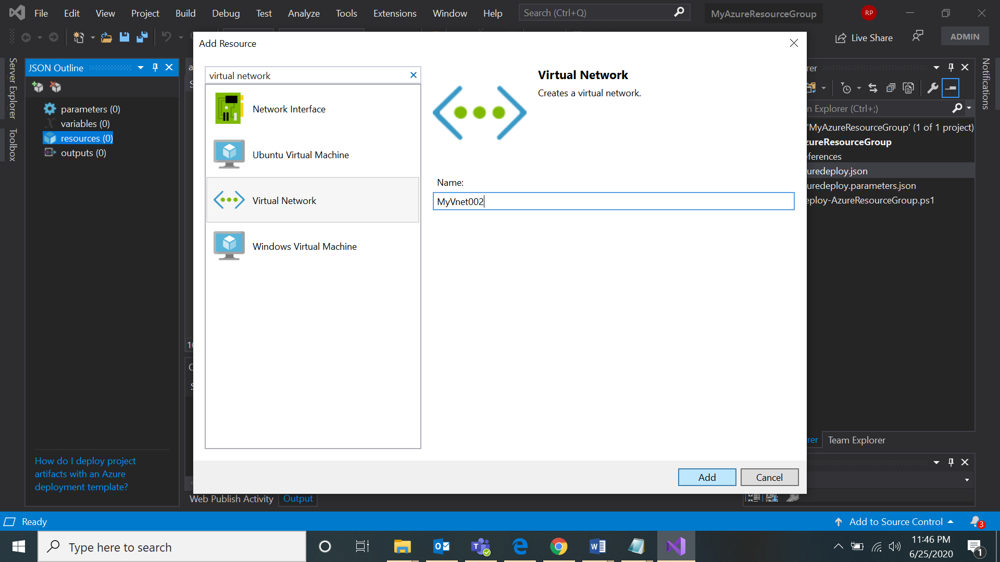 File Edit View Project Build Debug Test Analyze Tools Extensions Window Help Search (Ctrl+Q) MyAzureResourceGroup RP
Live Share ADMIN
Server Explorer
Toolbox
JSON Outline
parameters (0)
variables (0)
resources (0)
outputs (0)
How do I deploy project
artifacts with an Azure
deployment template?
Add Resource
virtual network
Network Interface
Ubuntu Virtual Machine
Virtual Network
Windows Virtual Machine
Virtual Network
Creates a virtual network.
Name:
MyVnet002
Add Cancel
rer
n Explorer (Ctrl+;)
'MyAzureResourceGroup' (1 of 1 project)
zureResourceGroup
eferences
uredeploy.json
uredeploy.parameters.json
eploy-AzureResourceGroup.ps1
rer Team Explorer
Notifications
Web Publish Activity Output
Ready Add to Source Control 3
Type here to search
11:46 PM
6/25/2020
1